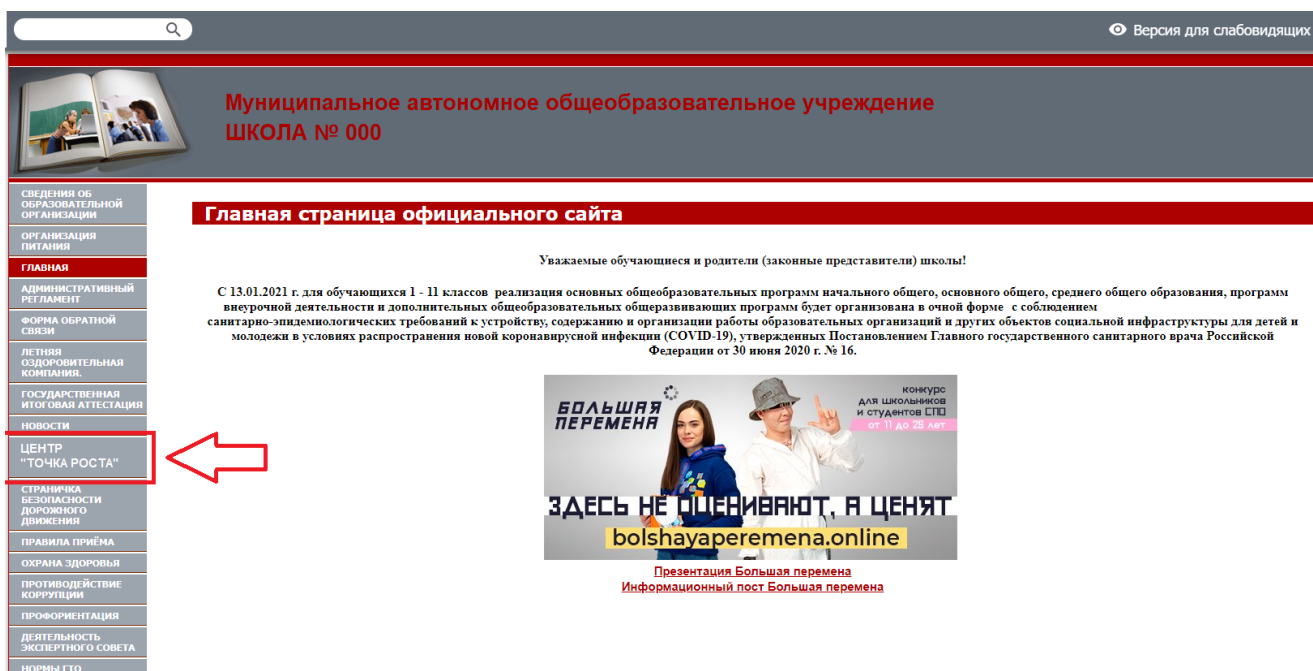 Версия для слабовидящих
Муниципальное автономное общеобразовательное учреждение
ШКОЛА № 000
СВЕДЕНИЯ ОБ
ОБРАЗОВАТЕЛЬНОЙ
ОРГАНИЗАЦИИ
ОРГАНИЗАЦИЯ
ПИТАНИЯ
ГЛАВНАЯ
АДМИНИСТРАТИВНЫЙ
РЕГЛАМЕНТ
ФОРМА ОБРАТНОЙ
СВЯЗИ
ЛЕТНЯЯ
ОЗДОРОВИТЕЛЬНАЯ
КОМПАНИЯ.
ГОСУДАРСТВЕННАЯ
ИТОГОВАЯ АТТЕСТАЦИЯ
НОВОСТИ
ЦЕНТР
"ТОЧКА РОСТА"
СТРАНИЧКА
БЕЗОПАСНОСТИ
ДОРОЖНОГО
ДВИЖЕНИЯ
ПРАВИЛА ПРИЁМА
ОХРАНА ЗДОРОВЬЯ
ПРОТИВОДЕЙСТВИЕ
КОРРУПЦИИ
ПРОФОРИЕНТАЦИЯ
ДЕЯТЕЛЬНОСТЬ
ЭКСПЕРТНОГО СОВЕТА
НОРМЫ ГТО
Главная страница официального сайта
Уважаемые обучающиеся и родители (законные представители) школы!
С 13.01.2021 г. для обучающихся 1 - 11 классов реализация основных общеобразовательных программ начального общего, основного общего, среднего общего образования, программ
внеурочной деятельности и дополнительных общеобразовательных общеразвивающих программ будет организована в очной форме с соблюдением
санитарно-эпидемиологических требований к устройству, содержанию и организации работы образовательных организаций и других объектов социальной инфраструктуры для детей и
молодежи в условиях распространения новой коронавирусной инфекции (COVID-19), утвержденных Постановлением Главного государственного санитарного врача Российской
Федерации от 30 июня 2020 г. № 16.
БОЛЬШАЯ
ПЕРЕМЕНА
конкурс
для школьников
и студентов СПО
от 11 до 25 лет
ЗДЕСЬ НЕ ОЦЕНИВАЮТ, А ЦЕНЯТ
bolshayaperemena.online
Презентация Большая перемена
Информационный пост Большая перемена